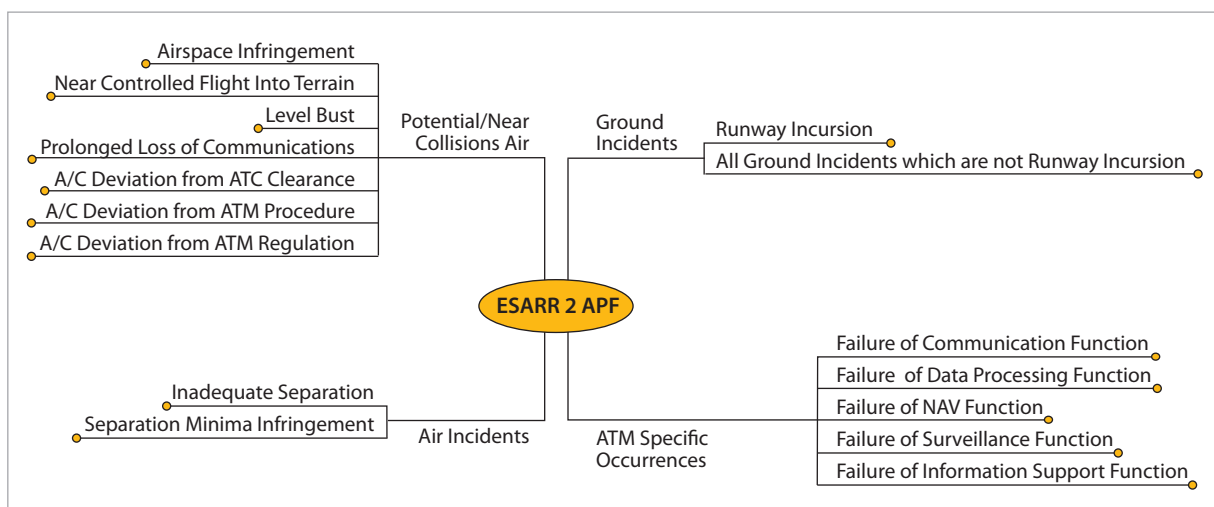 Airspace Infringement
Near Controlled Flight Into Terrain
Level Bust
Prolonged Loss of Communications
A/C Deviation from ATC Clearance
A/C Deviation from ATM Procedure
A/C Deviation from ATM Regulation
Potential/Near
Collisions Air
Ground
Incidents
Runway Incursion
All Ground Incidents which are not Runway Incursion
ESARR 2 APF
Inadequate Separation
Separation Minima Infringement
Air Incidents
ATM Specific
Occurrences
Failure of Communication Function
Failure of Data Processing Function
Failure of NAV Function
Failure of Surveillance Function
Failure of Information Support Function